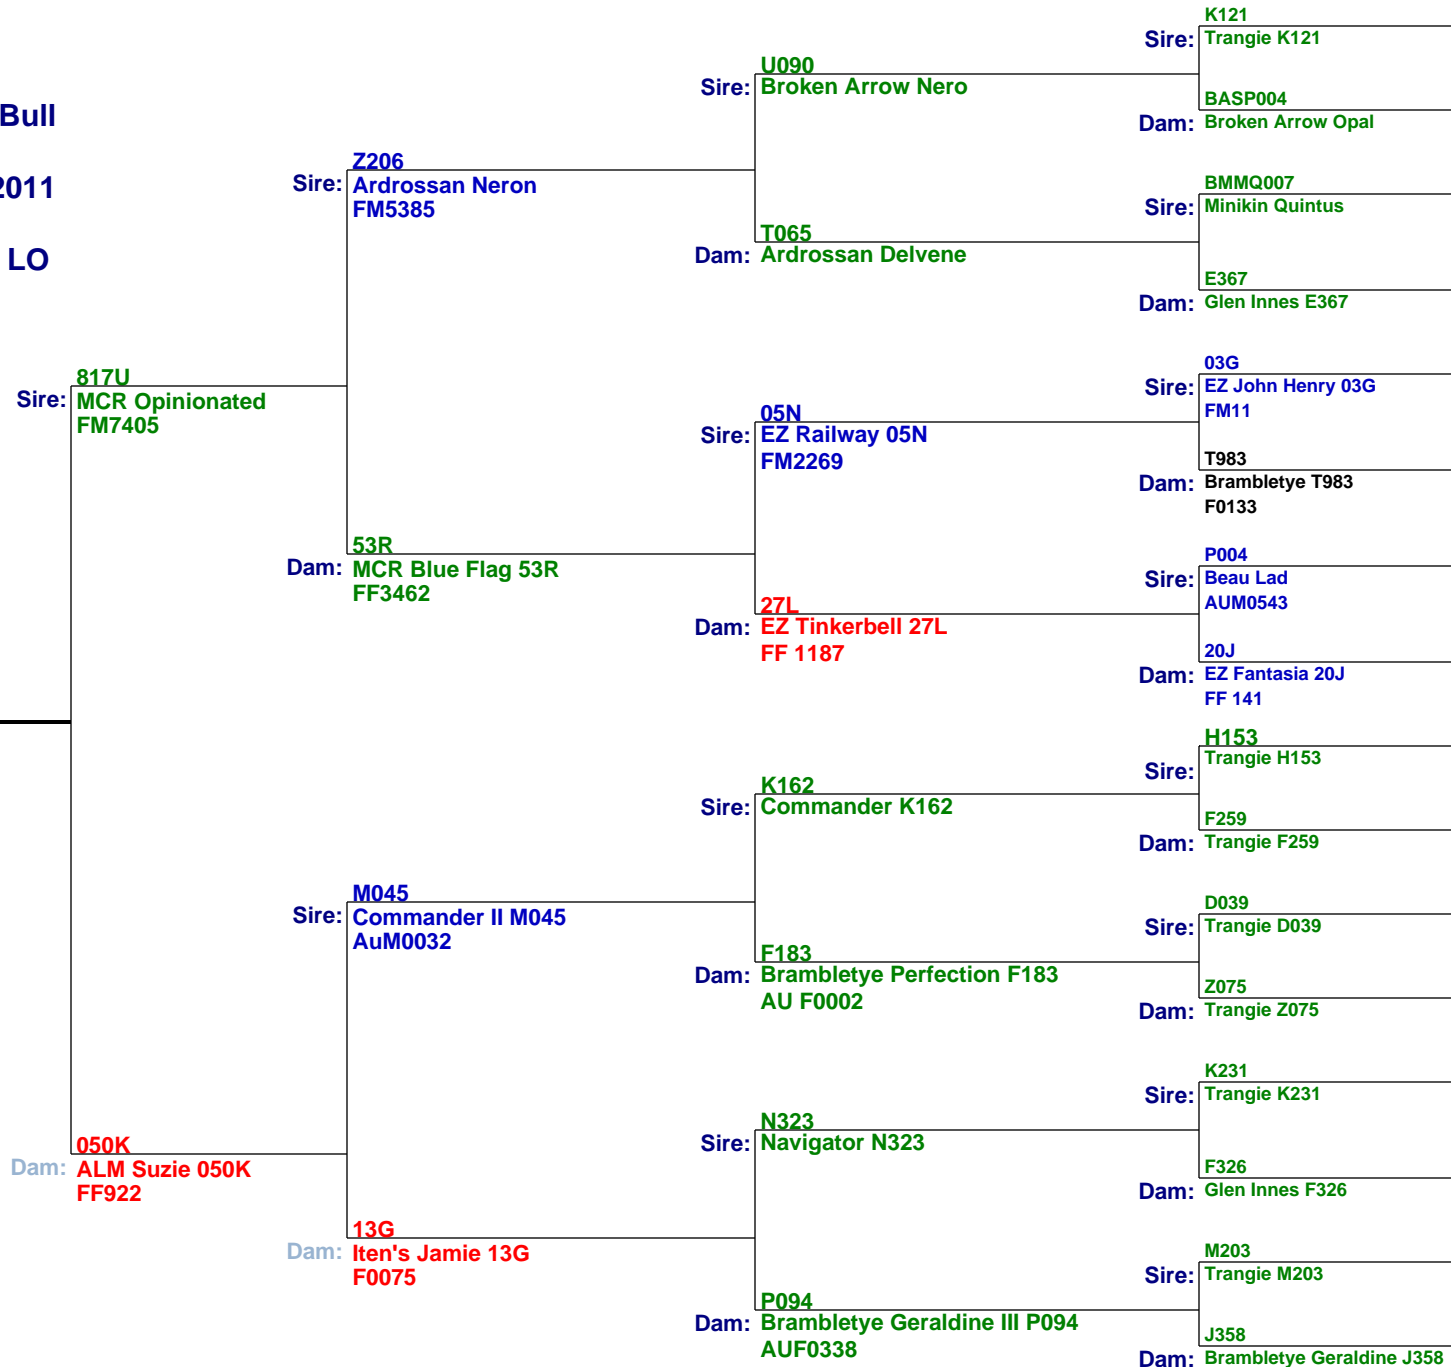 Bull
2011
LO
Sire:
817U
MCR Opinionated
FM7405
Dam:
050K
ALM Suzie 050K
FF922
Sire:
Z206
Ardrossan Neron
FM5385
Dam:
53R
MCR Blue Flag 53R
FF3462
Sire:
M045
Commander II M045
AuM0032
Dam:
13G
Iten's Jamie 13G
F0075
Sire:
U090
Broken Arrow Nero
Dam:
T065
Ardrossan Delvene
Sire:
05N
EZ Railway 05N
FM2269
Dam:
27L
EZ Tinkerbell 27L
FF 1187
Sire:
K162
Commander K162
Dam:
F183
Brambletye Perfection F183
AU F0002
Sire:
N323
Navigator N323
Dam:
P094
Brambletye Geraldine III P094
AUF0338
Sire:
K121
Trangie K121
Dam:
BASP004
Broken Arrow Opal
Sire:
BMMQ007
Minikin Quintus
Dam:
E367
Glen Innes E367
Sire:
03G
EZ John Henry 03G
FM11
Dam:
T983
Brambletye T983
F0133
Sire:
P004
Beau Lad
AUM0543
Dam:
20J
EZ Fantasia 20J
FF 141
Sire:
H153
Trangie H153
Dam:
F259
Trangie F259
Sire:
D039
Trangie D039
Dam:
Z075
Trangie Z075
Sire:
K231
Trangie K231
Dam:
F326
Glen Innes F326
Sire:
M203
Trangie M203
Dam:
J358
Brambletye Geraldine J358